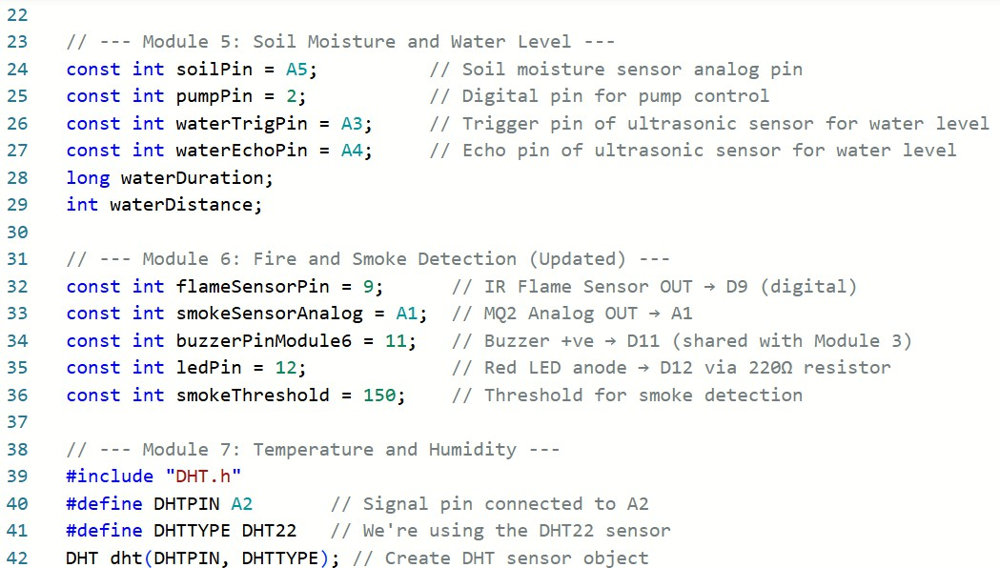 22
23 // --- Module 5: Soil Moisture and Water Level ---
24 const int soilPin = A5;          // Soil moisture sensor analog pin
25 const int pumpPin = 2;           // Digital pin for pump control
26 const int waterTrigPin = A3;     // Trigger pin of ultrasonic sensor for water level
27 const int waterEchoPin = A4;     // Echo pin of ultrasonic sensor for water level
28 long waterDuration;
29 int waterDistance;
30
31 // --- Module 6: Fire and Smoke Detection (Updated) ---
32 const int flameSensorPin = 9;      // IR Flame Sensor OUT → D9 (digital)
33 const int smokeSensorAnalog = A1;  // MQ2 Analog OUT → A1
34 const int buzzerPinModule6 = 11;   // Buzzer +ve → D11 (shared with Module 3)
35 const int ledPin = 12;             // Red LED anode → D12 via 220Ω resistor
36 const int smokeThreshold = 150;    // Threshold for smoke detection
37
38 // --- Module 7: Temperature and Humidity ---
39 #include "DHT.h"
40 #define DHTPIN A2       // Signal pin connected to A2
41 #define DHTTYPE DHT22   // We're using the DHT22 sensor
42 DHT dht(DHTPIN, DHTTYPE); // Create DHT sensor object